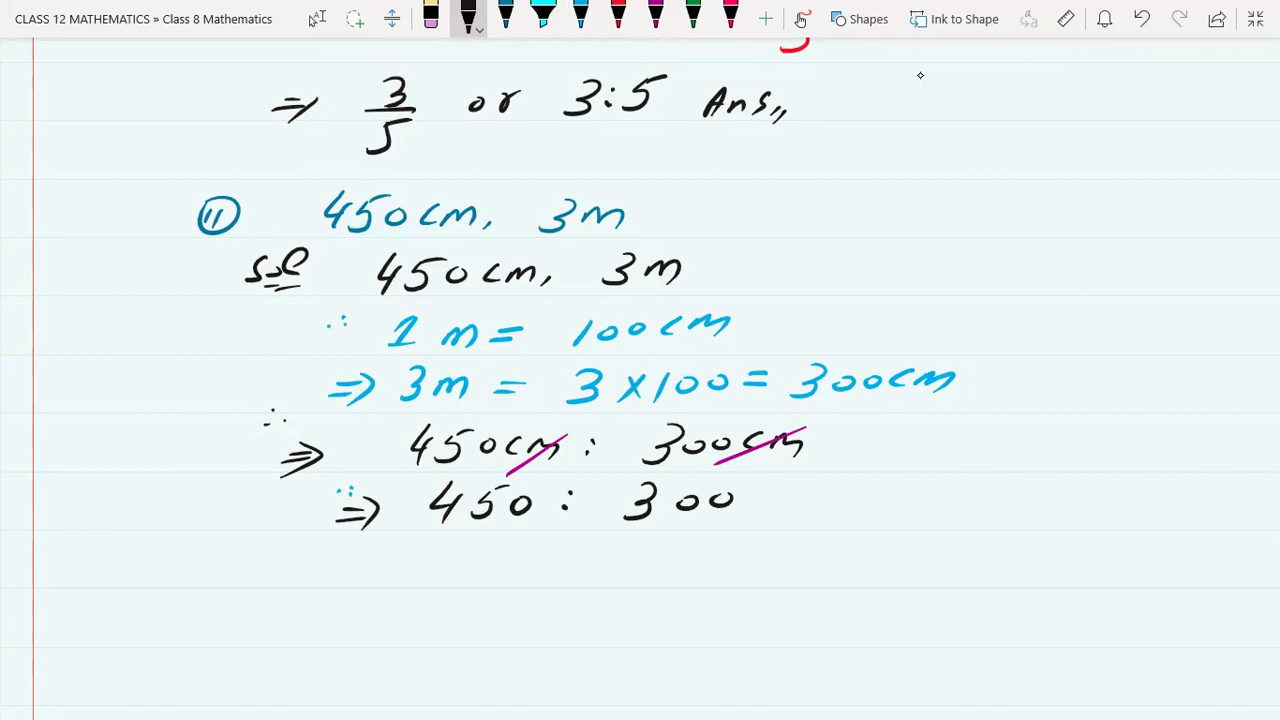 CLASS 12 MATHEMATICS » Class 8 Mathematics Shapes Ink to Shape
⇒ 3/5 or 3:5 Ans,,
(ii) 450cm, 3m
Sol 450cm, 3m
∴ 1 m = 100cm
⇒ 3m = 3 × 100 = 300cm
∴
⇒ 450cm : 300cm
∴
⇒ 450 : 300